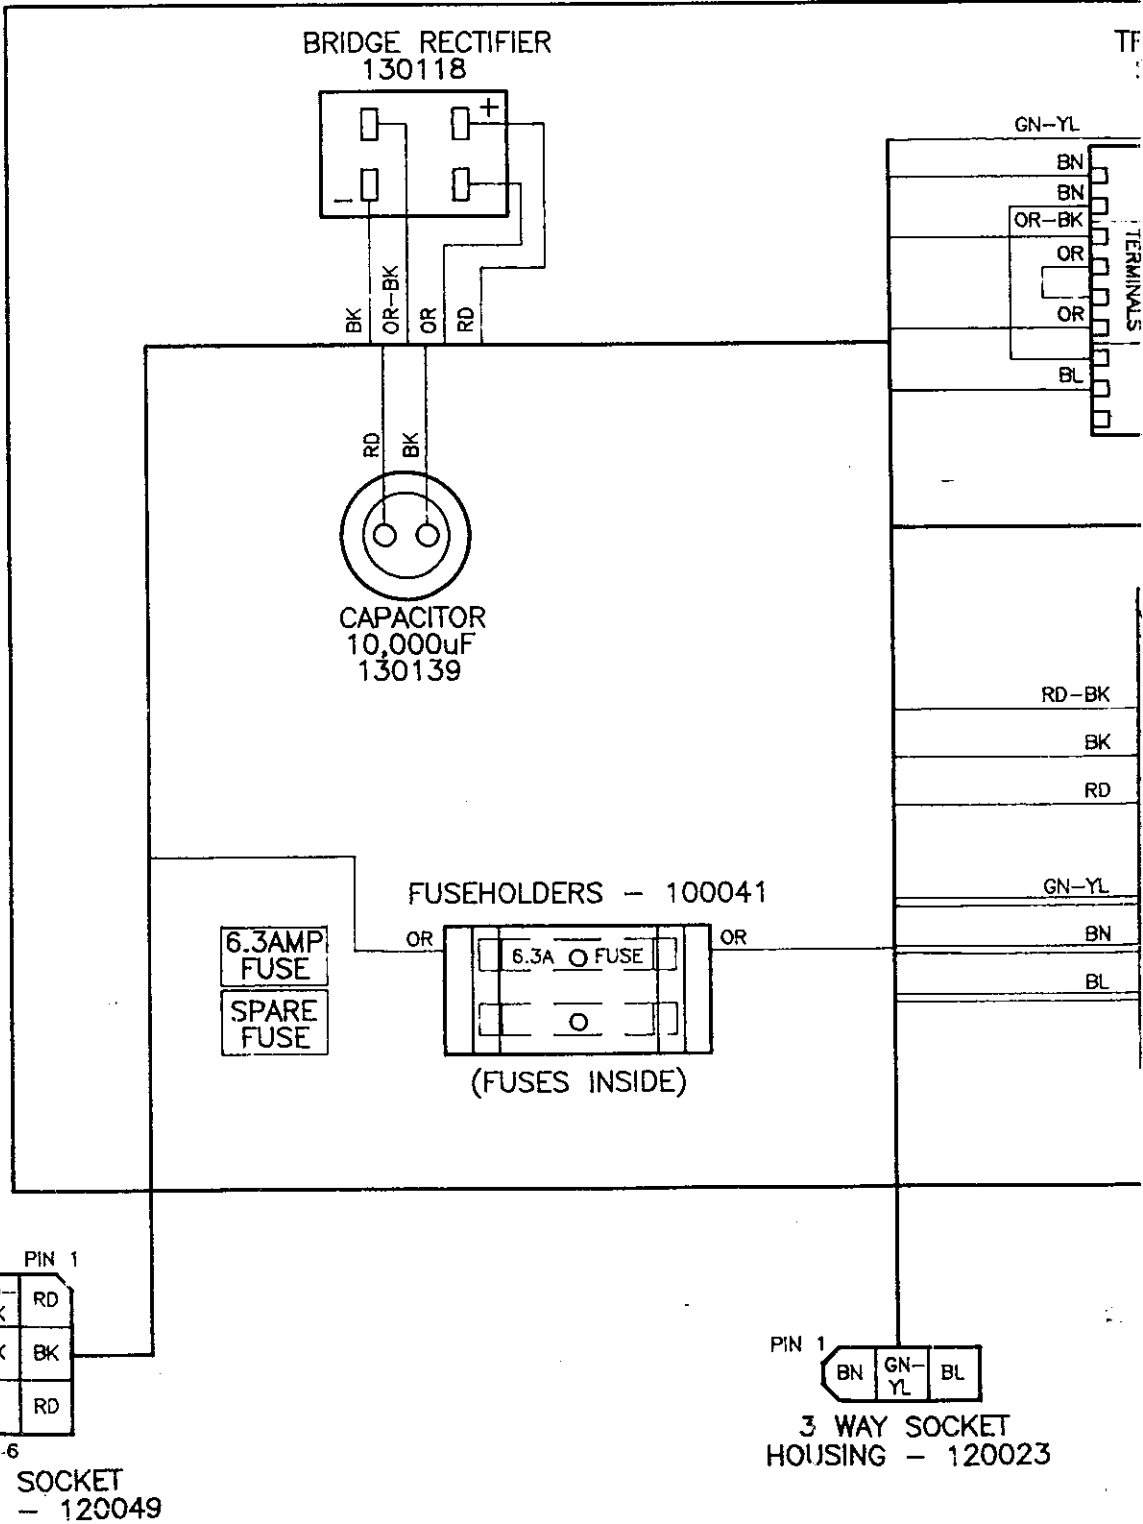 BRIDGE RECTIFIER
130118
+
−
BK
OR-BK
OR
RD
RD
BK
CAPACITOR
10,000uF
130139
GN-YL
BN
BN
OR-BK
OR
OR
BL
TERMINALS
RD-BK
BK
RD
GN-YL
BN
BL
FUSEHOLDERS - 100041
6.3AMP
FUSE
SPARE
FUSE
OR
6.3A
FUSE
OR
(FUSES INSIDE)
PIN 1
RD
BK
RD
SOCKET
- 120049
PIN 1
BN
GN-
YL
BL
3 WAY SOCKET
HOUSING - 120023